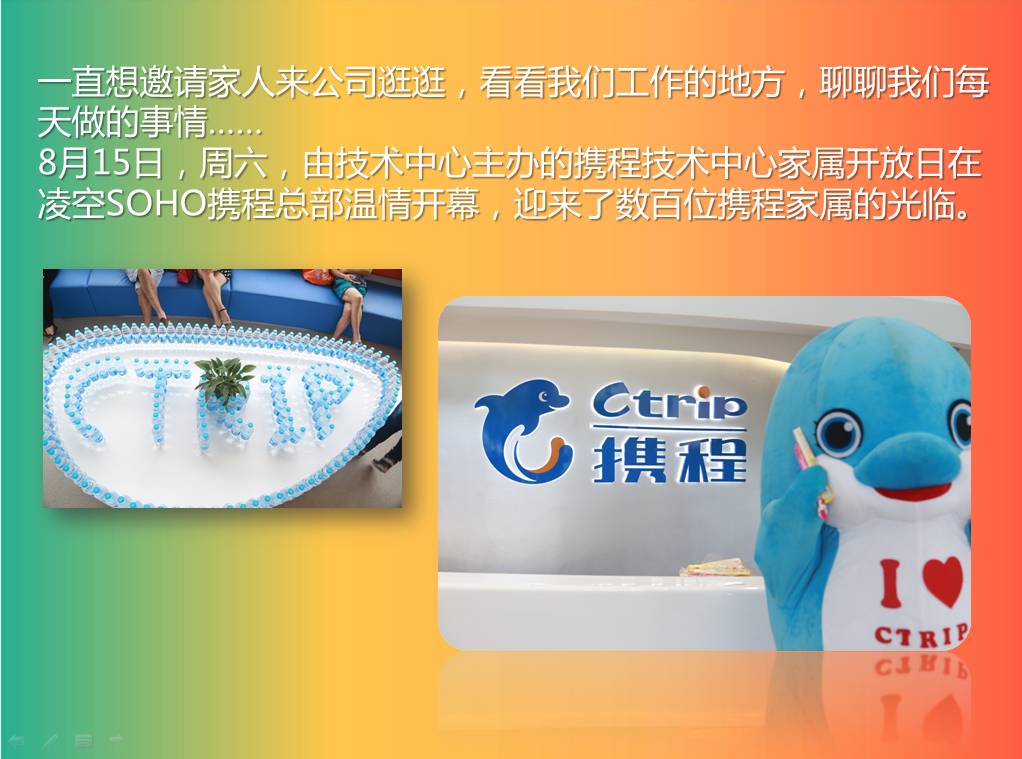 一直想邀请家人来公司逛逛，看看我们工作的地方，聊聊我们每
天做的事情……
8月15日，周六，由技术中心主办的携程技术中心家属开放日在
凌空SOHO携程总部温情开幕，迎来了数百位携程家属的光临。
CTRIP
Ctrip
携程
I
CTRIP